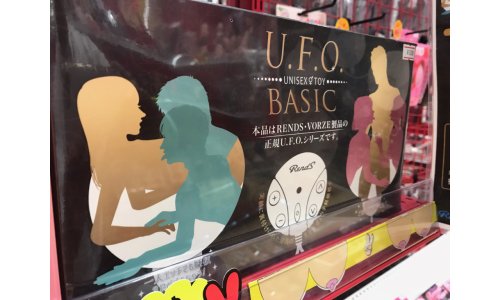 U.F.O.
UNISEX TOY
BASIC
本品はRENDS・VORZE製品の
正規U.F.O.シリーズです。
RENDS